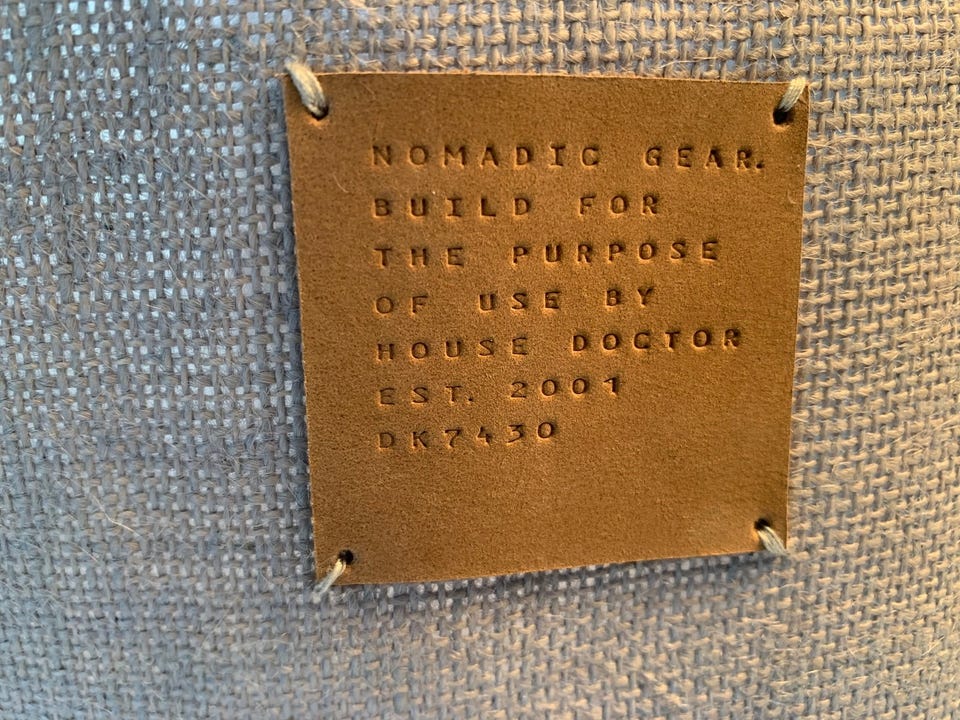 NOMADIC GEAR.
BUILD FOR
THE PURPOSE
OF USE BY
HOUSE DOCTOR
EST. 2001
DK7430